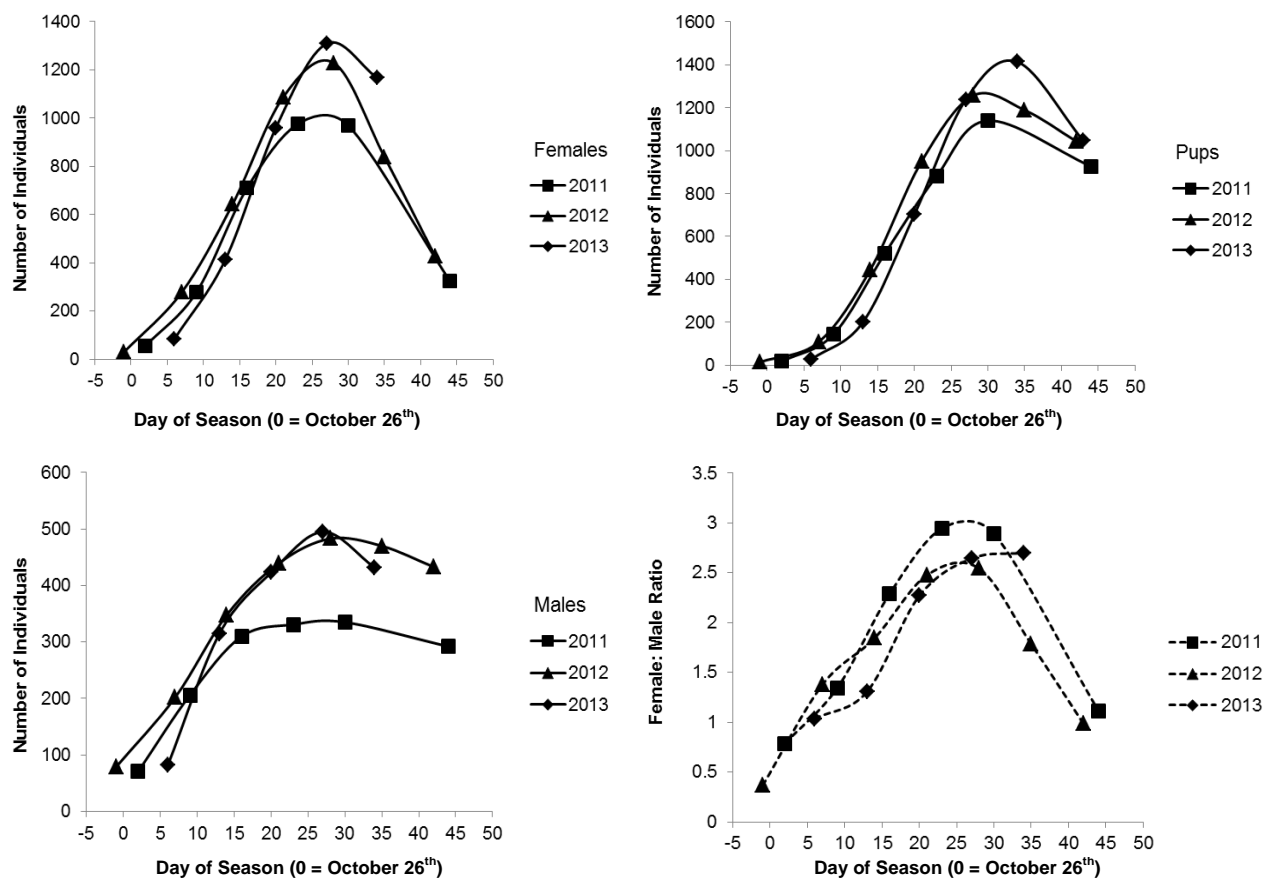 Number of Individuals
1400
1200
1000
800
600
400
200
0
-5 0 5 10 15 20 25 30 35 40 45 50
Day of Season (0 = October 26th)
Females
2011
2012
2013
Number of Individuals
1600
1400
1200
1000
800
600
400
200
0
-5 0 5 10 15 20 25 30 35 40 45 50
Day of Season (0 = October 26th)
Pups
2011
2012
2013
Number of Individuals
600
500
400
300
200
100
0
-5 0 5 10 15 20 25 30 35 40 45 50
Day of Season (0 = October 26th)
Males
2011
2012
2013
Female: Male Ratio
3.5
3
2.5
2
1.5
1
0.5
0
-5 0 5 10 15 20 25 30 35 40 45 50
Day of Season (0 = October 26th)
2011
2012
2013